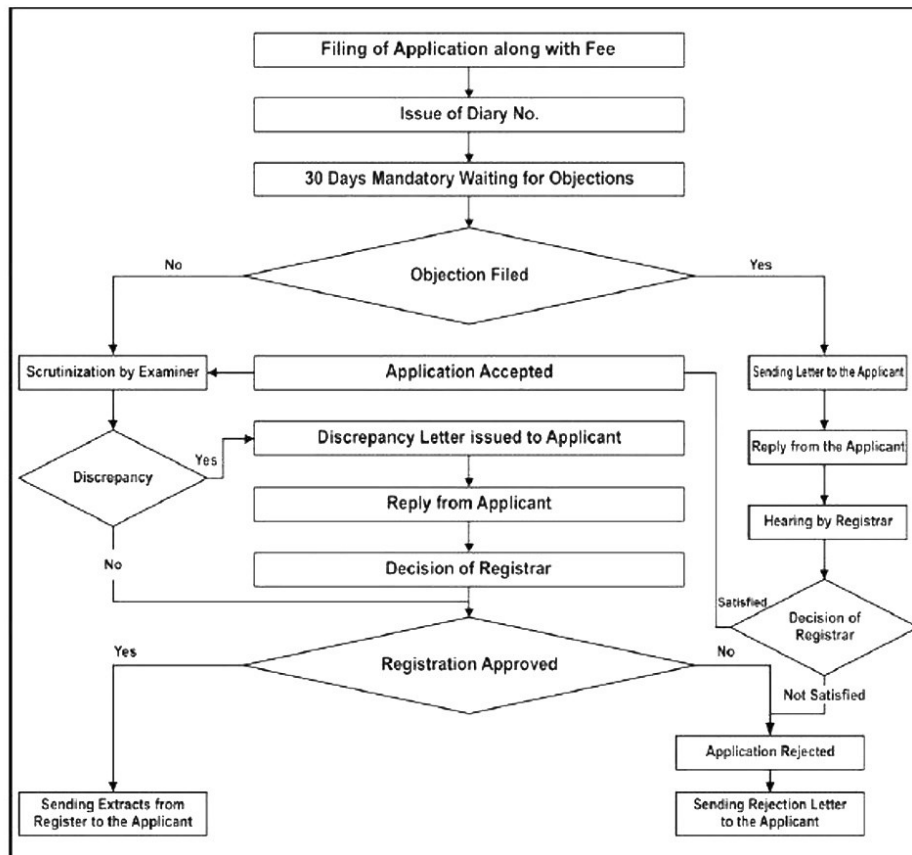 Filing of Application along with Fee
Issue of Diary No.
30 Days Mandatory Waiting for Objections
No
Objection Filed
Yes
Scrutinization by Examiner
Application Accepted
Sending Letter to the Applicant
Discrepancy
Yes
Discrepancy Letter issued to Applicant
Reply from the Applicant
Reply from Applicant
Hearing by Registrar
No
Decision of Registrar
Satisfied
Decision of
Registrar
Yes
Registration Approved
No
Not Satisfied
Application Rejected
Sending Extracts from
Register to the Applicant
Sending Rejection Letter
to the Applicant